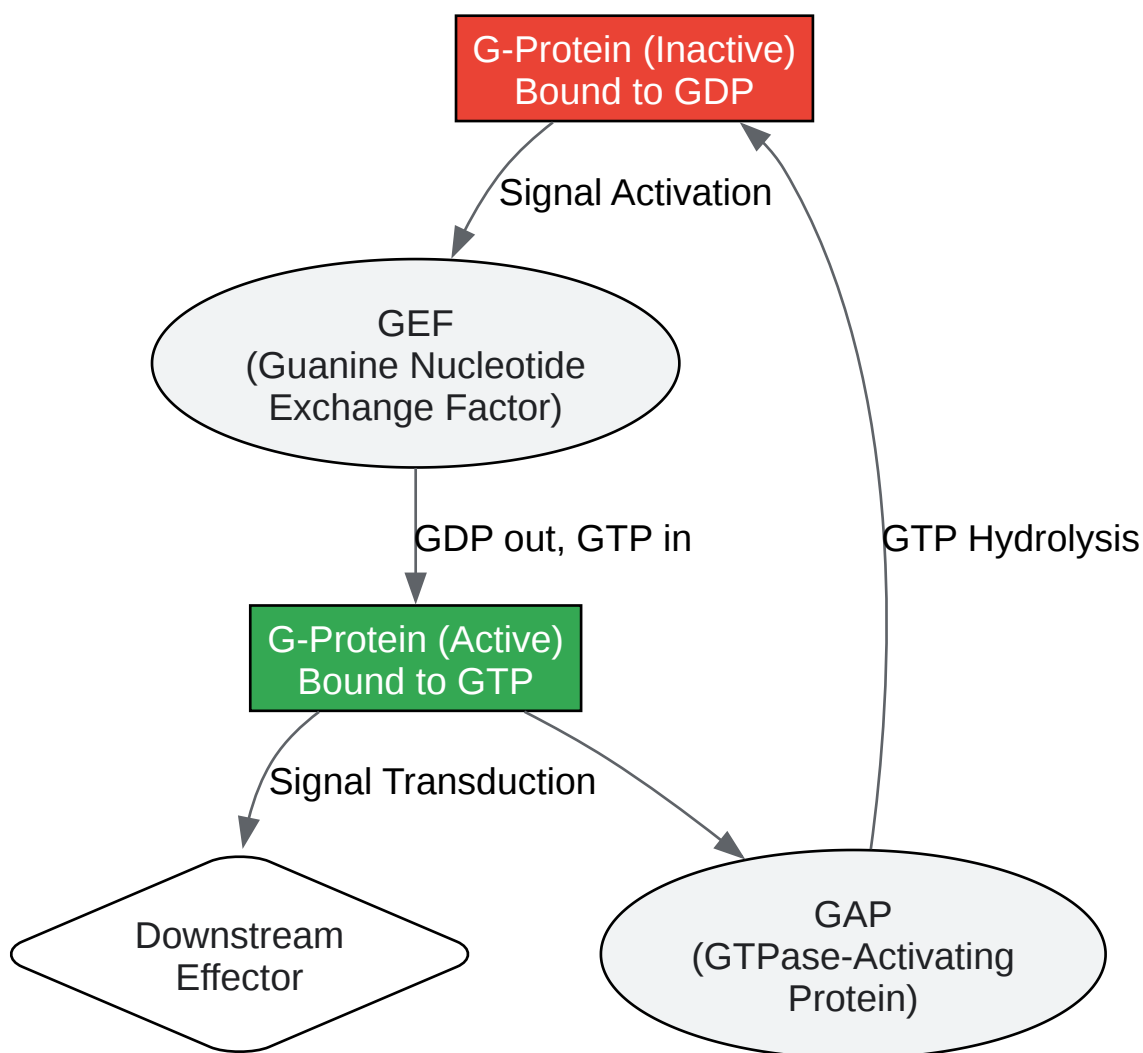 G-Protein (Inactive)
Bound to GDP
Signal Activation
GEF
(Guanine Nucleotide
Exchange Factor)
GDP out, GTP in
GTP Hydrolysis
G-Protein (Active)
Bound to GTP
Signal Transduction
Downstream
Effector
GAP
(GTPase-Activating
Protein)